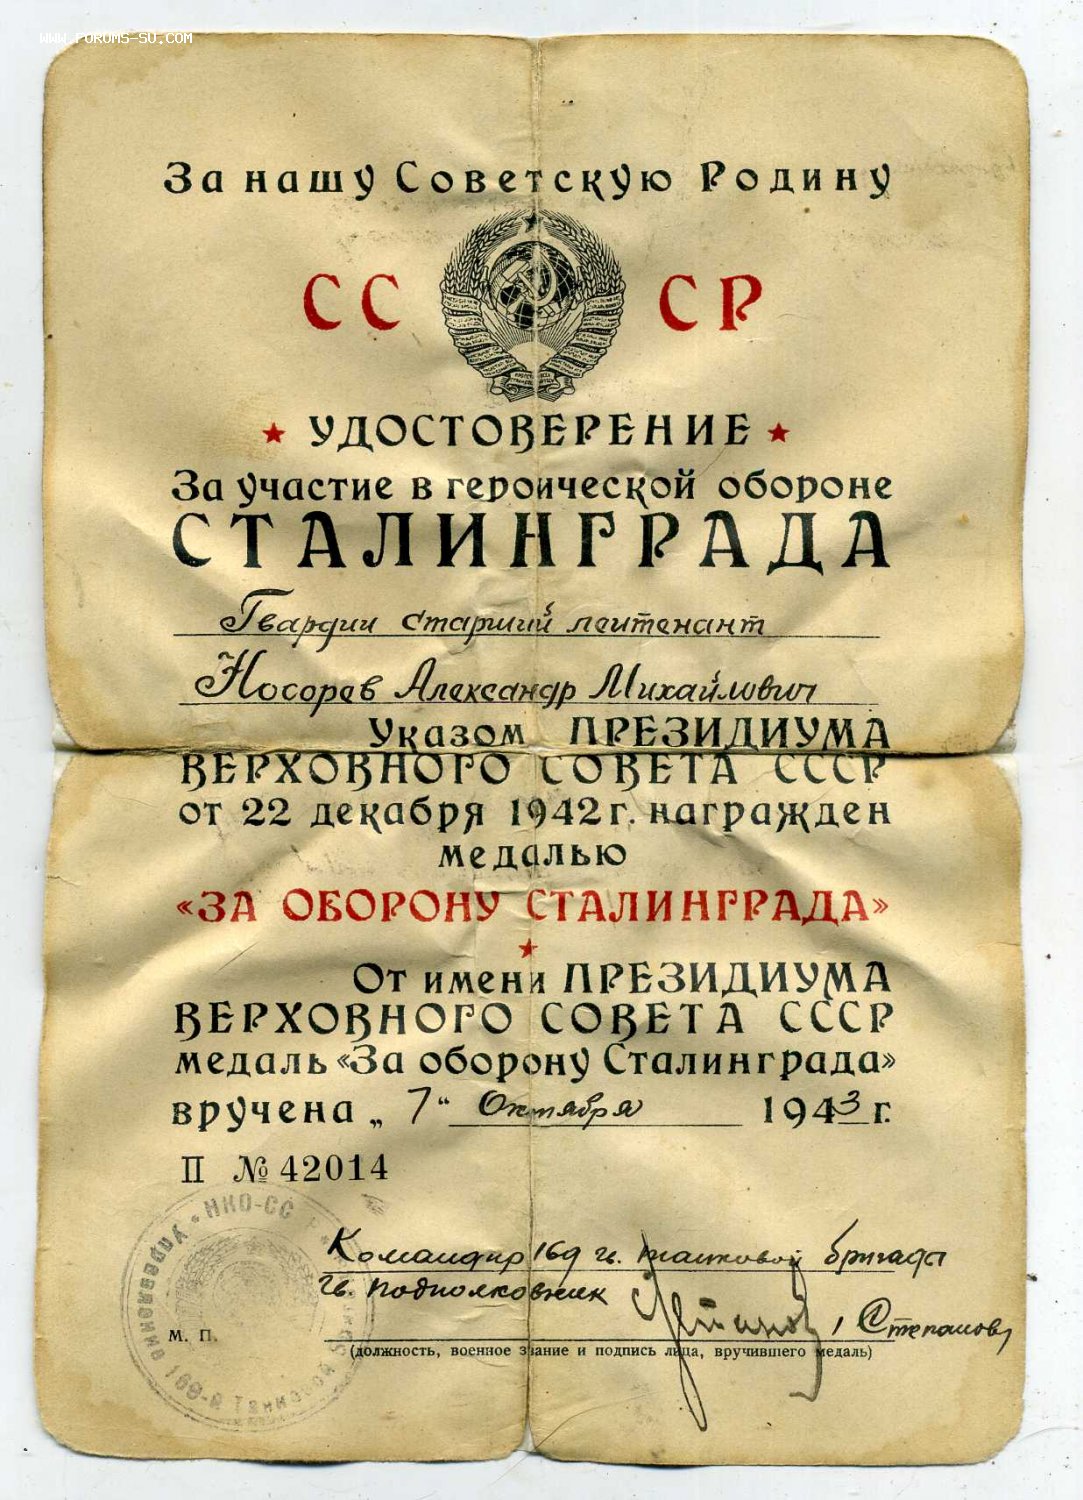 WWW.FORUMS-SU.COM
За нашу Советскую Родину
СС СР
УДОСТОВЕРЕНИЕ
За участие в героической обороне
СТАЛИНГРАДА
Гвардии старший лейтенант
Носорев Александр Михайлович
Указом ПРЕЗИДИУМА
ВЕРХОВНОГО СОВЕТА СССР
от 22 декабря 1942 г. награжден
медалью
«ЗА ОБОРОНУ СТАЛИНГРАДА»
От имени ПРЕЗИДИУМА
ВЕРХОВНОГО СОВЕТА СССР
медаль «За оборону Сталинграда»
вручена „7“ Октября 1943 г.
П № 42014
Командир 169 танковой бригады
Гв. подполковник
Степанов
М. П.
(должность, военное звание и подпись лица, вручившего медаль)